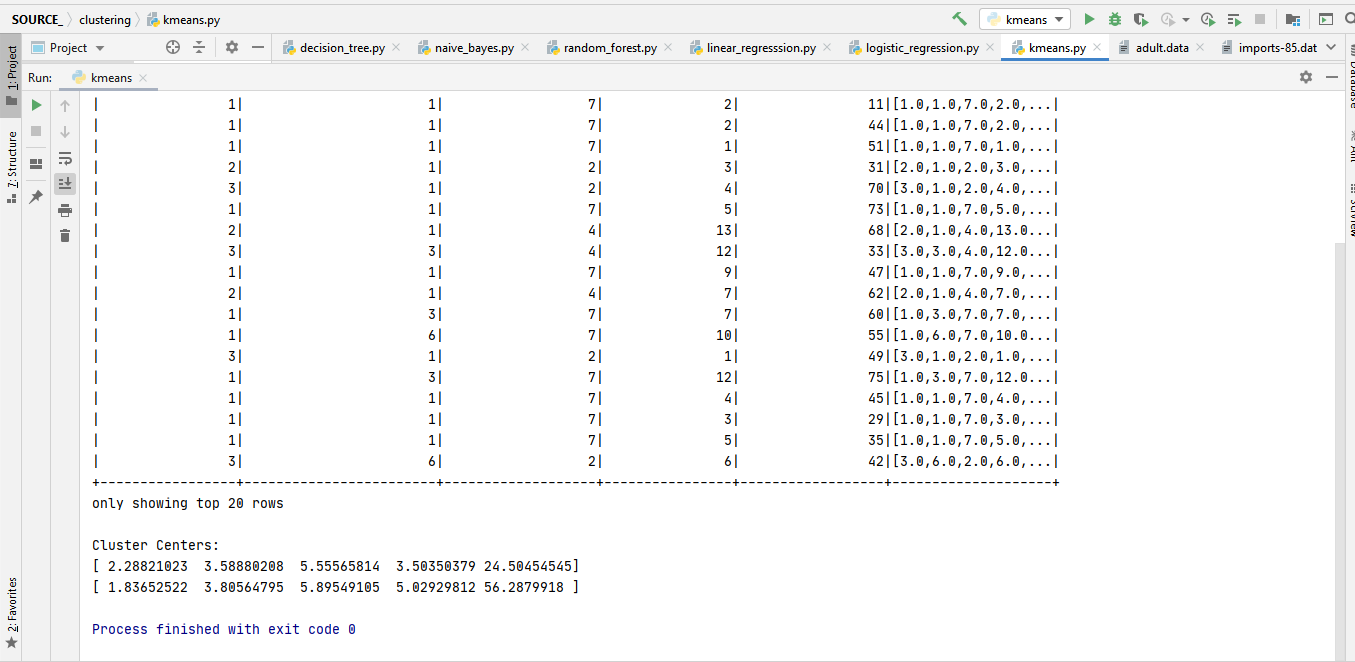 SOURCE_ clustering kmeans.py kmeans
1: Project Project decision_tree.py naive_bayes.py random_forest.py linear_regresssion.py logistic_regression.py kmeans.py adult.data imports-85.dat
Run: kmeans
| 1| 1| 7| 2| 11|[1.0,1.0,7.0,2.0,...|
| 1| 1| 7| 2| 44|[1.0,1.0,7.0,2.0,...|
| 1| 1| 7| 1| 51|[1.0,1.0,7.0,1.0,...|
| 2| 1| 2| 3| 31|[2.0,1.0,2.0,3.0,...|
| 3| 1| 2| 4| 70|[3.0,1.0,2.0,4.0,...|
| 1| 1| 7| 5| 73|[1.0,1.0,7.0,5.0,...|
| 2| 1| 4| 13| 68|[2.0,1.0,4.0,13.0...|
| 3| 3| 4| 12| 33|[3.0,3.0,4.0,12.0...|
| 1| 1| 7| 9| 47|[1.0,1.0,7.0,9.0,...|
| 2| 1| 4| 7| 62|[2.0,1.0,4.0,7.0,...|
| 1| 3| 7| 7| 60|[1.0,3.0,7.0,7.0,...|
| 1| 6| 7| 10| 55|[1.0,6.0,7.0,10.0...|
| 3| 1| 2| 1| 49|[3.0,1.0,2.0,1.0,...|
| 1| 3| 7| 12| 75|[1.0,3.0,7.0,12.0...|
| 1| 1| 7| 4| 45|[1.0,1.0,7.0,4.0,...|
| 1| 1| 7| 3| 29|[1.0,1.0,7.0,3.0,...|
| 1| 1| 7| 5| 35|[1.0,1.0,7.0,5.0,...|
| 3| 6| 2| 6| 42|[3.0,6.0,2.0,6.0,...|
+-----------------+------------------------+-------------------+----------------+------------------+--------------------+
only showing top 20 rows
Cluster Centers:
[ 2.28821023 3.58880208 5.55565814 3.50350379 24.50454545]
[ 1.83652522 3.80564795 5.89549105 5.02929812 56.2879918 ]
Process finished with exit code 0
7: Structure
2: Favorites